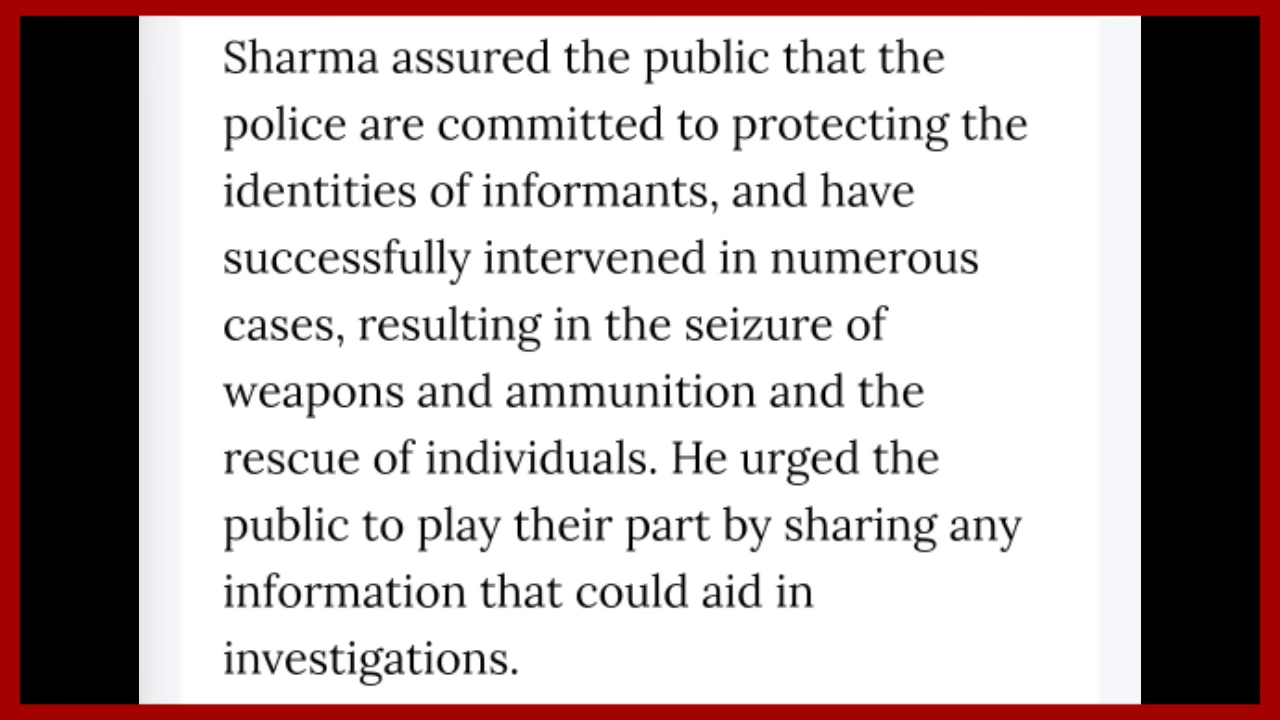 Sharma assured the public that the
police are committed to protecting the
identities of informants, and have
successfully intervened in numerous
cases, resulting in the seizure of
weapons and ammunition and the
rescue of individuals. He urged the
public to play their part by sharing any
information that could aid in
investigations.